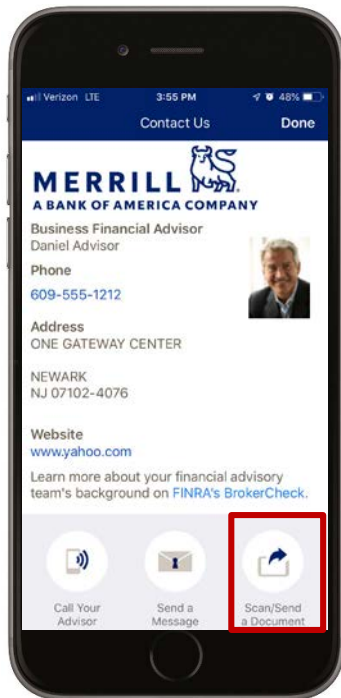 Verizon LTE 3:55 PM 48%
Contact Us Done
MERRILL
A BANK OF AMERICA COMPANY
Business Financial Advisor
Daniel Advisor
Phone
609-555-1212
Address
ONE GATEWAY CENTER
NEWARK
NJ 07102-4076
Website
www.yahoo.com
Learn more about your financial advisory
team's background on FINRA's BrokerCheck.
Call Your
Advisor
Send a
Message
Scan/Send
a Document